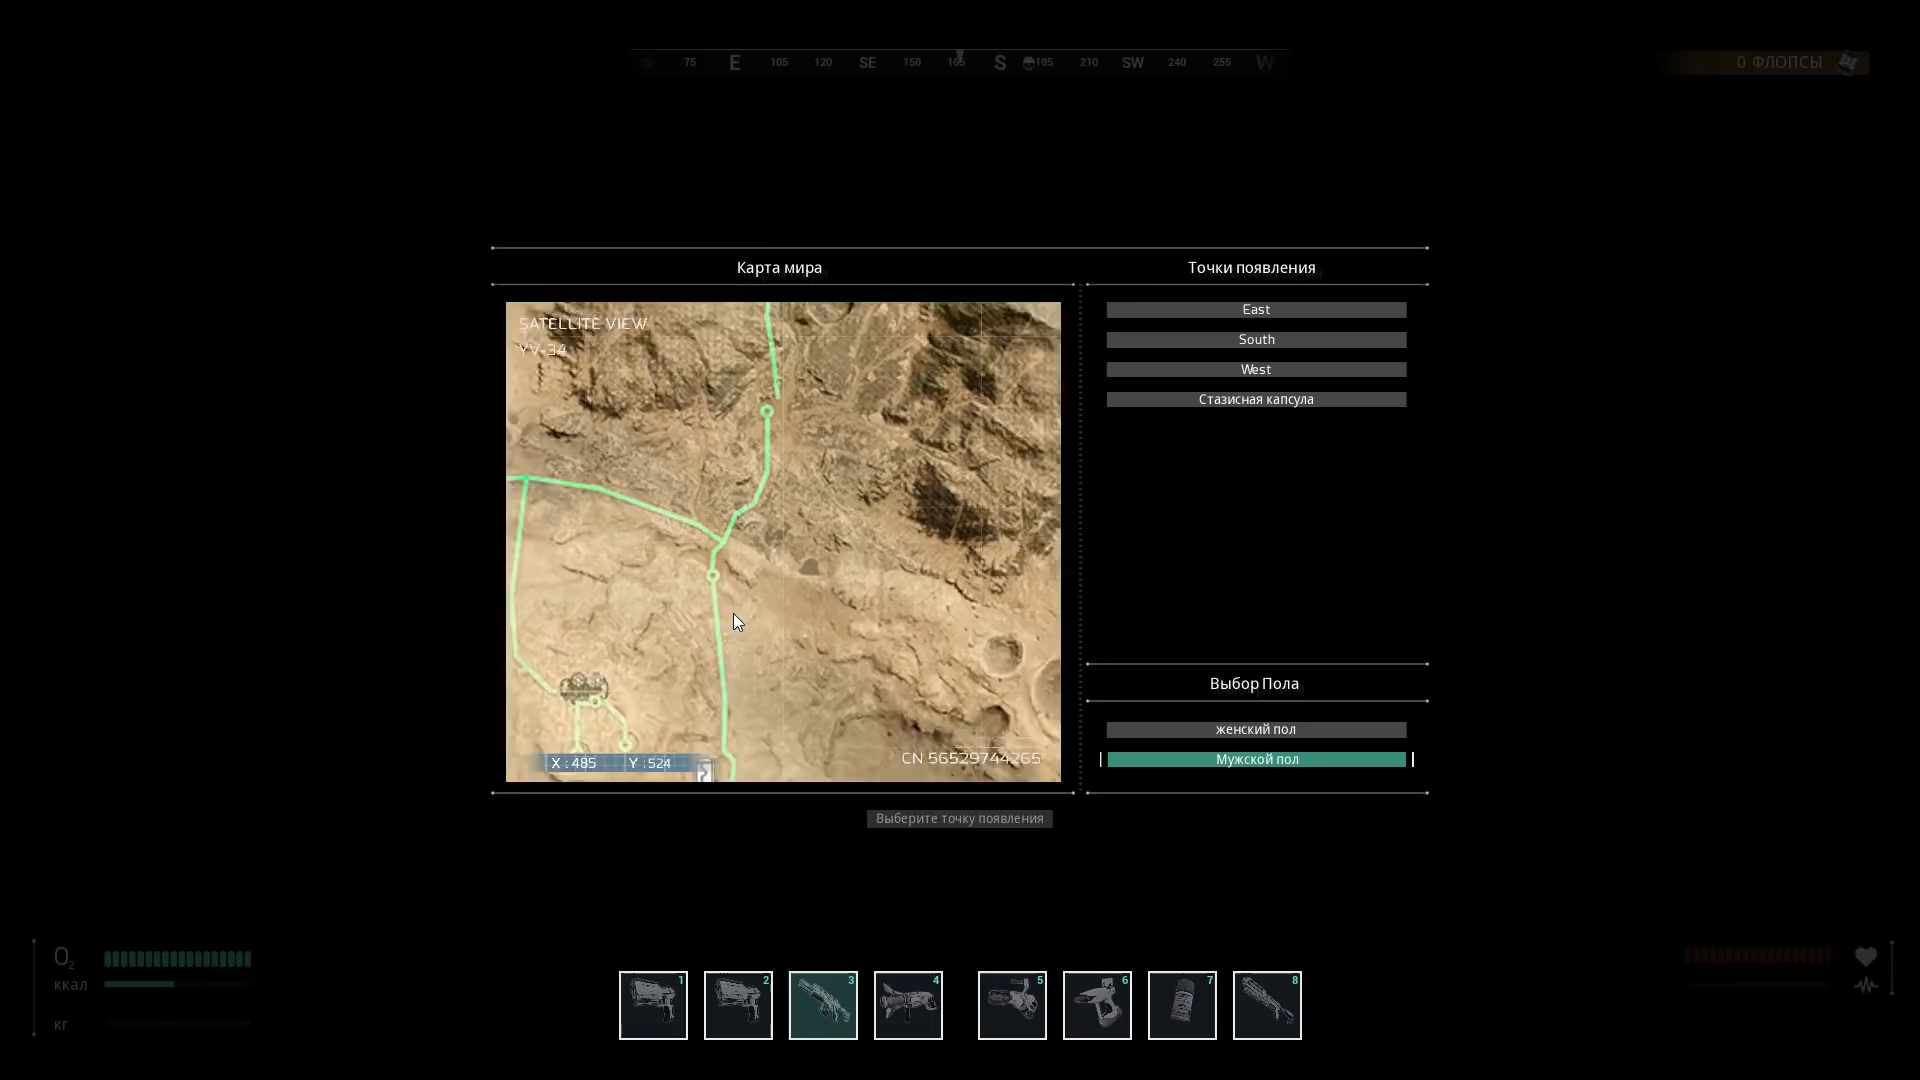 75 E 105 120 SE 150 165 S 195 210 SW 240 255 W
0 ФЛОПСЫ
Карта мира
Точки появления
SATELLITE VIEW
YV-34
East
South
West
Стазисная капсула
Выбор Пола
женский пол
Мужской пол
X : 485 Y : 524
CN 56529744265
Выберите точку появления
O2
ккал
кг
1 2 3 4 5 6 7 8